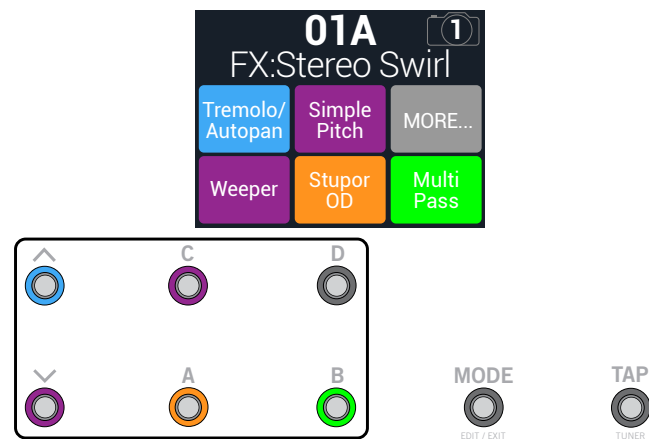 01A
1
FX:Stereo Swirl
Tremolo/
Autopan
Simple
Pitch
MORE...
Weeper
Stupor
OD
Multi
Pass
C
D
A
B
MODE
TAP
EDIT / EXIT
TUNER